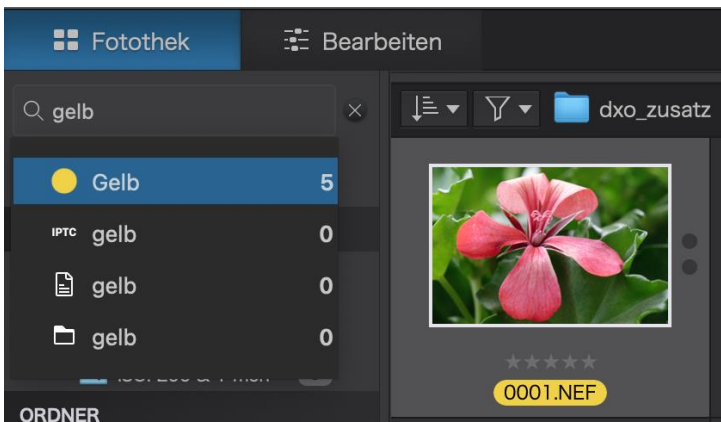 Fotothek
Bearbeiten
gelb
dxo_zusatz
Gelb 5
IPTC gelb 0
gelb 0
gelb 0
0001.NEF
ORDNER